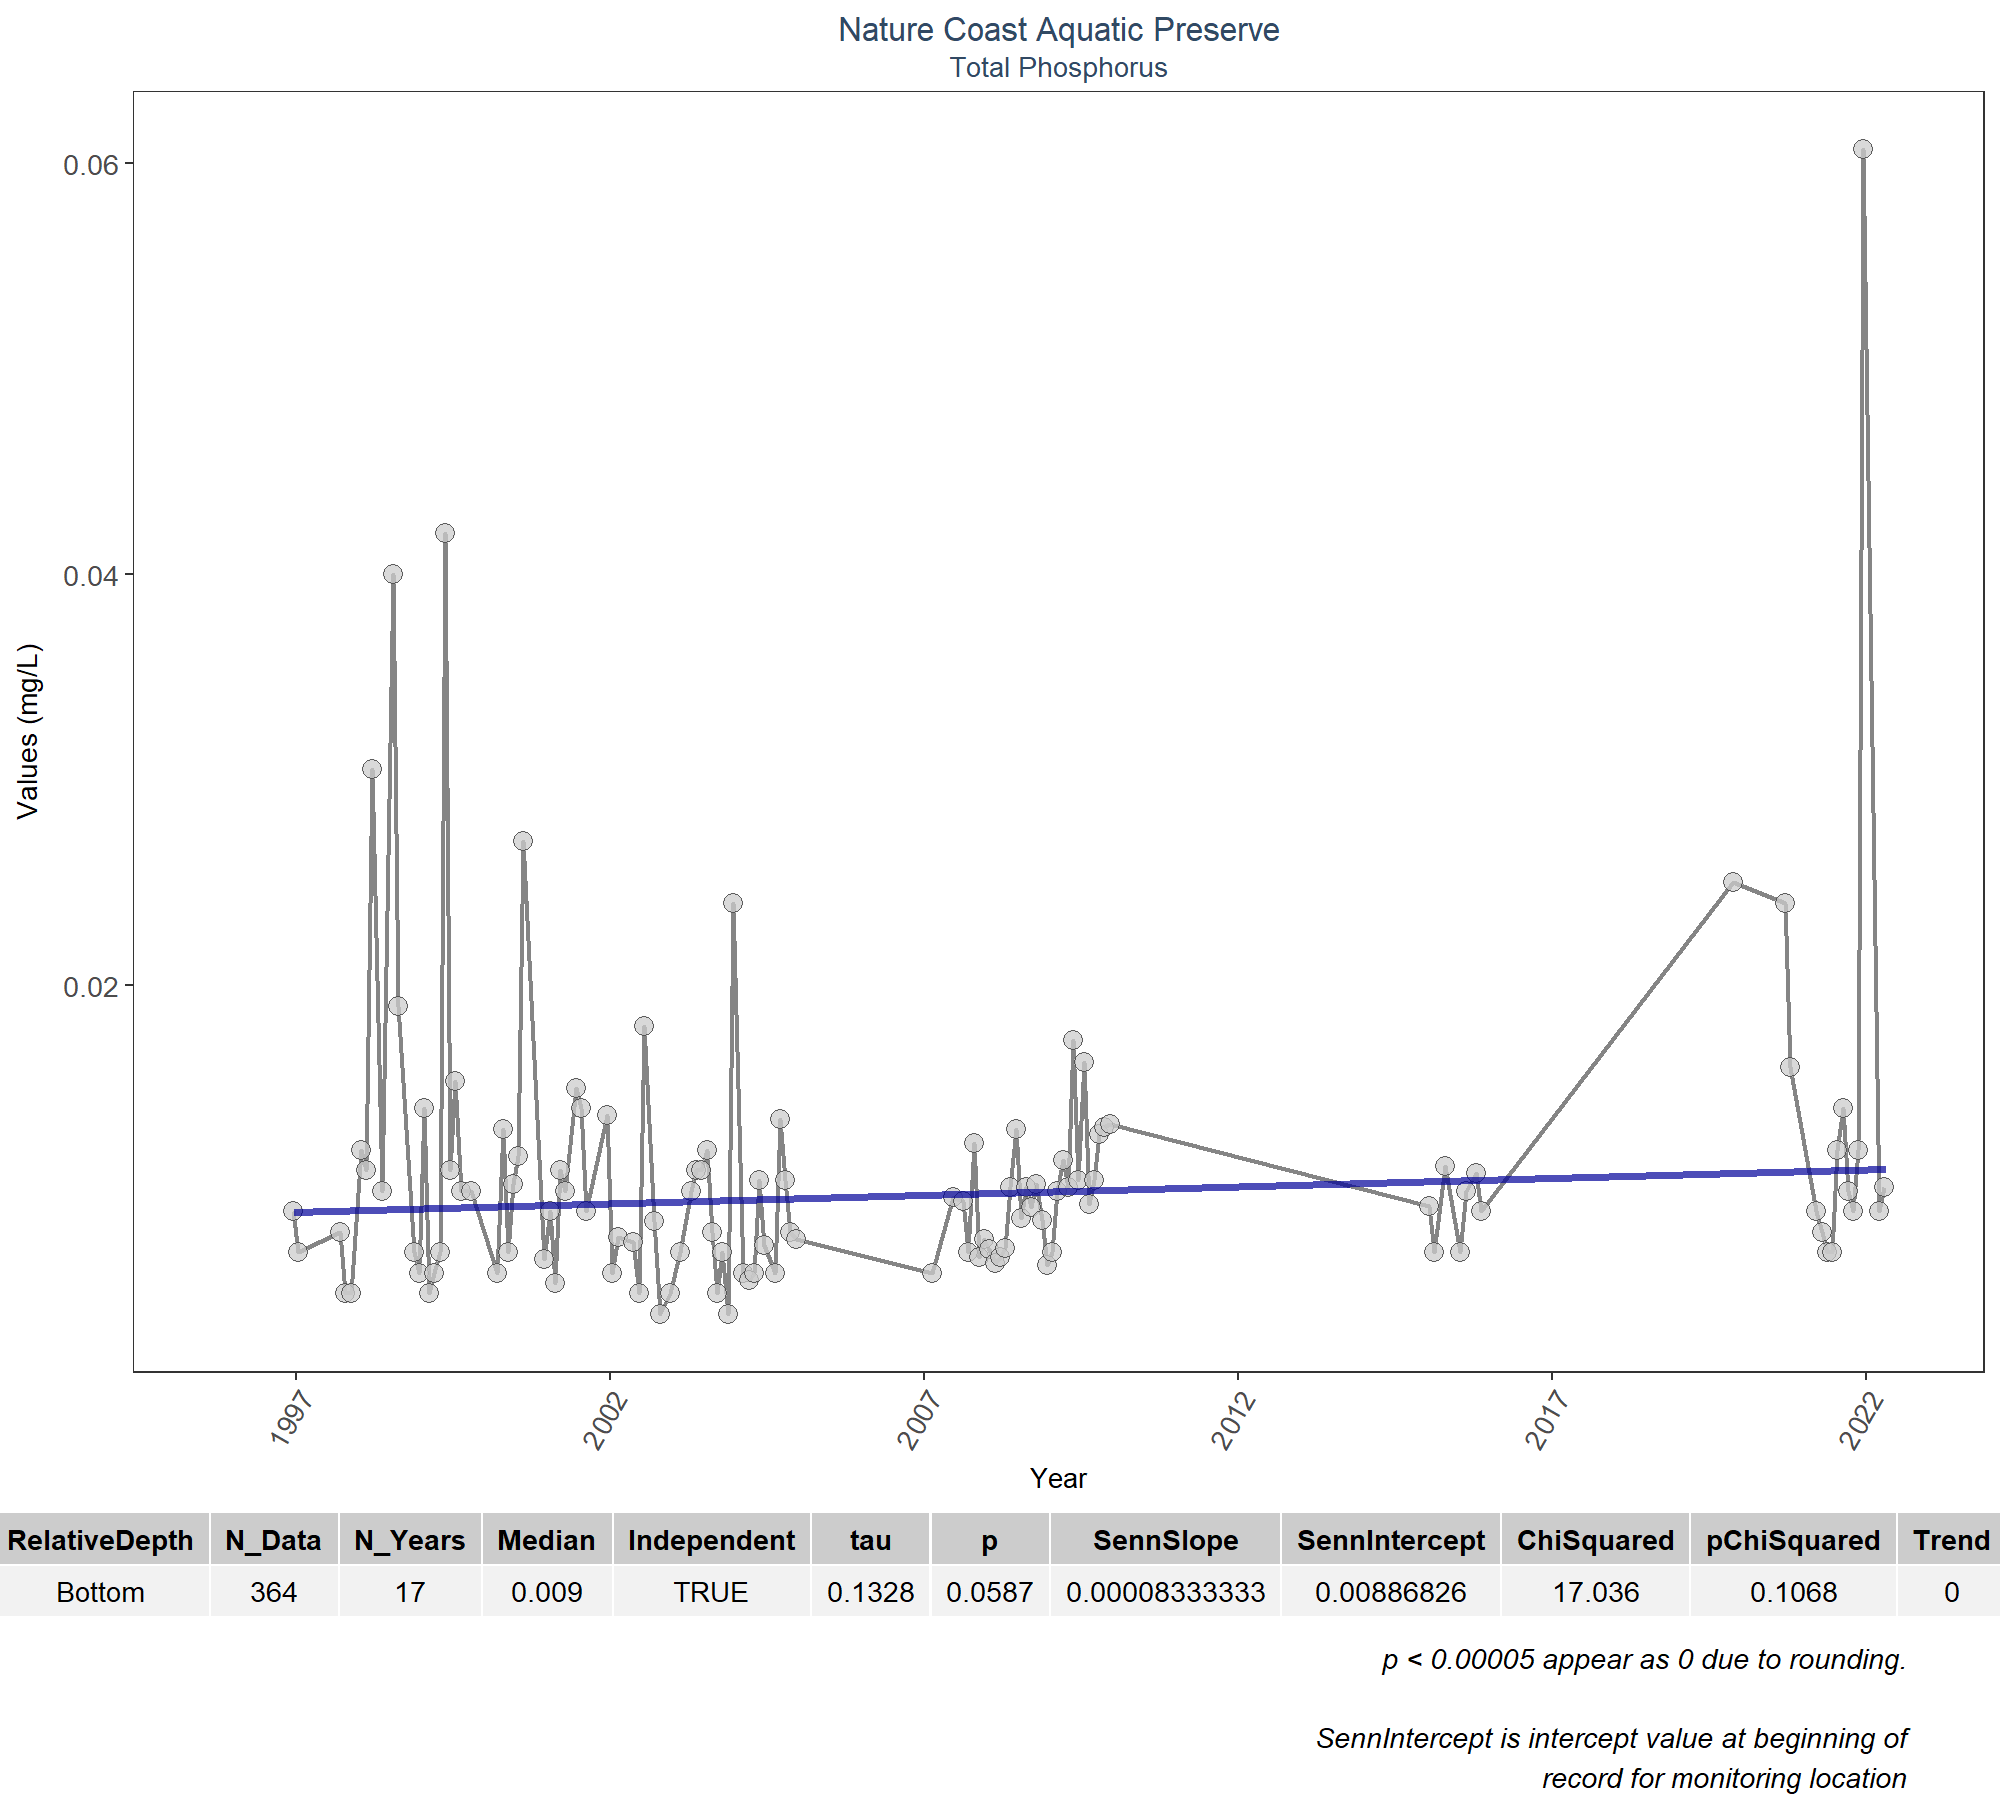 Nature Coast Aquatic Preserve
Total Phosphorus
0.06
0.04
0.02
Values (mg/L)
1997 2002 2007 2012 2017 2022
Year
RelativeDepth N_Data N_Years Median Independent tau p SennSlope SennIntercept ChiSquared pChiSquared Trend
Bottom 364 17 0.009 TRUE 0.1328 0.0587 0.00008333333 0.00886826 17.036 0.1068 0
p < 0.00005 appear as 0 due to rounding.
SennIntercept is intercept value at beginning of
record for monitoring location